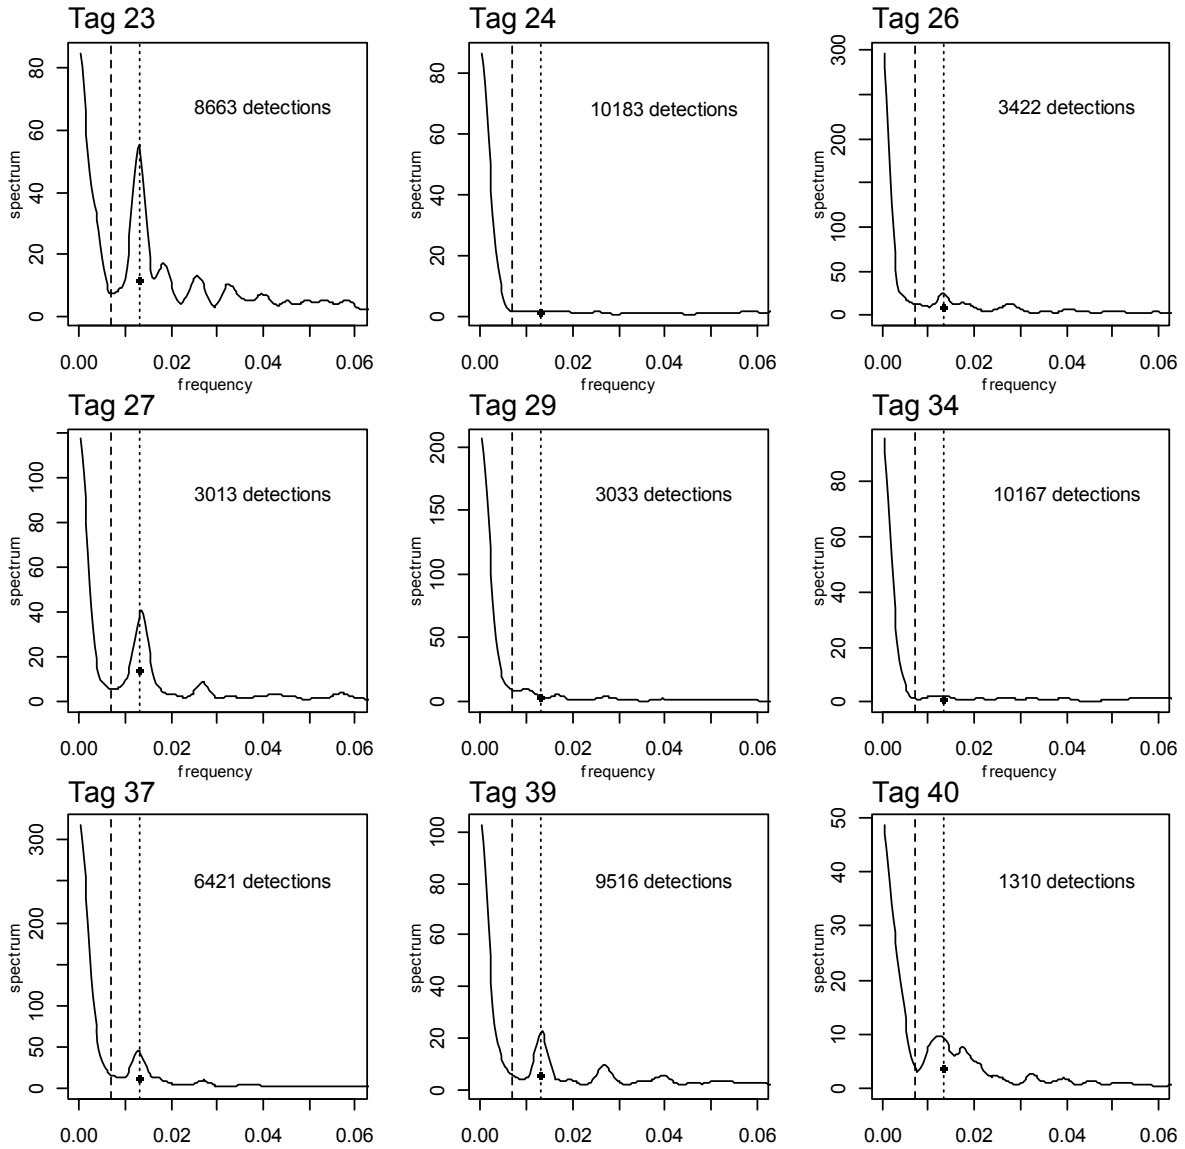 Tag 23
8663 detections
spectrum
0 20 40 60 80
0.00 0.02 0.04 0.06
frequency
Tag 24
10183 detections
spectrum
0 20 40 60 80
0.00 0.02 0.04 0.06
frequency
Tag 26
3422 detections
spectrum
0 50 100 200 300
0.00 0.02 0.04 0.06
frequency
Tag 27
3013 detections
spectrum
0 20 40 60 80 100
0.00 0.02 0.04 0.06
frequency
Tag 29
3033 detections
spectrum
0 50 100 150 200
0.00 0.02 0.04 0.06
frequency
Tag 34
10167 detections
spectrum
0 20 40 60 80
0.00 0.02 0.04 0.06
frequency
Tag 37
6421 detections
spectrum
0 50 100 200 300
0.00 0.02 0.04 0.06
Tag 39
9516 detections
spectrum
0 20 40 60 80 100
0.00 0.02 0.04 0.06
Tag 40
1310 detections
spectrum
0 10 20 30 40 50
0.00 0.02 0.04 0.06